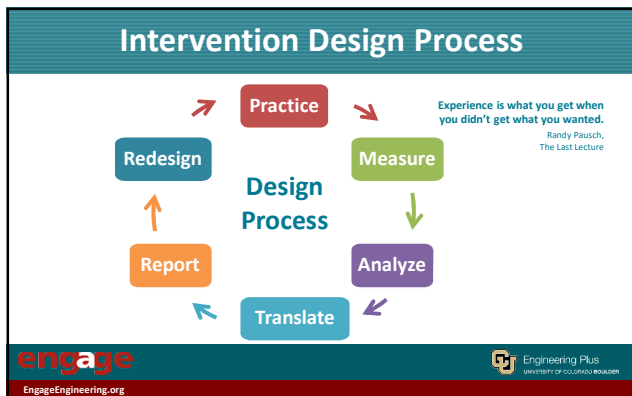 Intervention Design Process
Practice
Experience is what you get when
you didn't get what you wanted.
Randy Pausch,
The Last Lecture
Redesign
Measure
Design
Process
Report
Analyze
Translate
engage
CU
Engineering Plus
UNIVERSITY OF COLORADO BOULDER
EngageEngineering.org